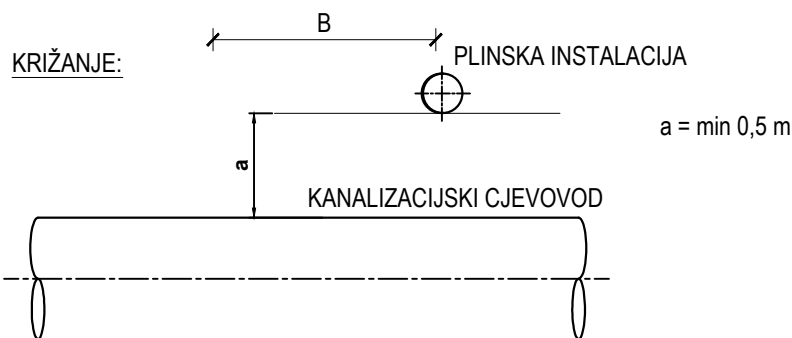 B
KRIŽANJE:
PLINSKA INSTALACIJA
a = min 0,5 m
a
KANALIZACIJSKI CJEVOVOD